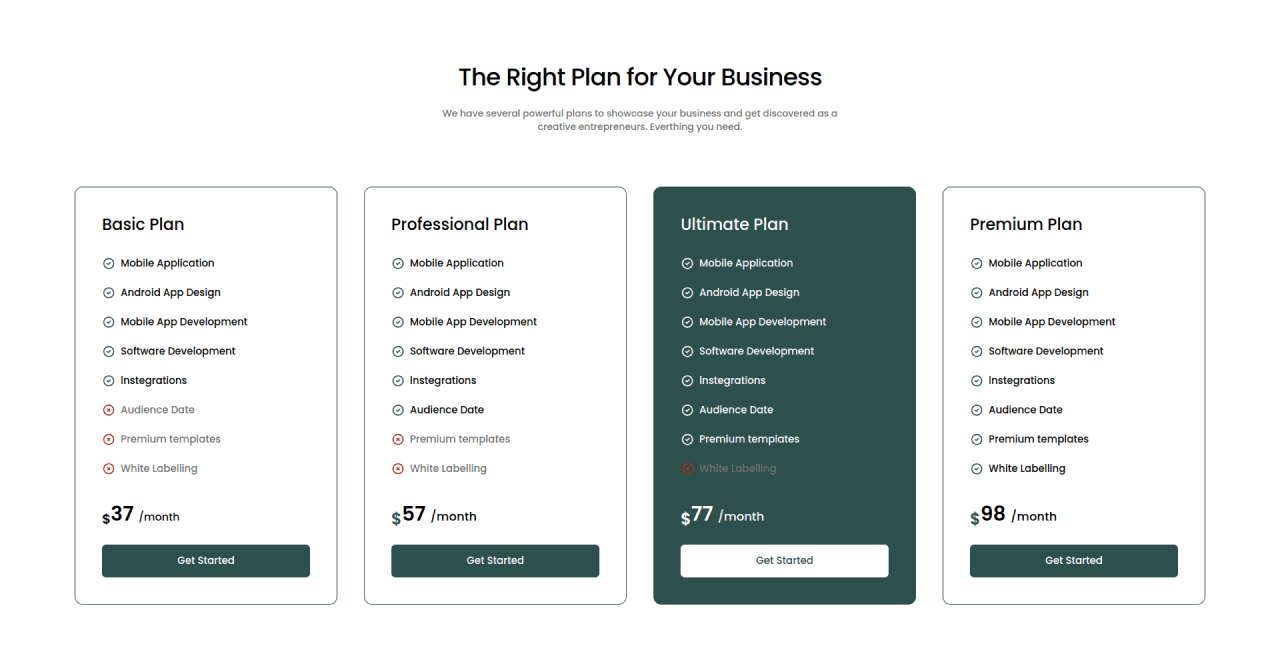 The Right Plan for Your Business
We have several powerful plans to showcase your business and get discovered as a
creative entrepreneurs. Everthing you need.
Basic Plan
Mobile Application
Android App Design
Mobile App Development
Software Development
Instegrations
Audience Date
Premium templates
White Labelling
$37 /month
Get Started
Professional Plan
Mobile Application
Android App Design
Mobile App Development
Software Development
Instegrations
Audience Date
Premium templates
White Labelling
$57 /month
Get Started
Ultimate Plan
Mobile Application
Android App Design
Mobile App Development
Software Development
Instegrations
Audience Date
Premium templates
White Labelling
$77 /month
Get Started
Premium Plan
Mobile Application
Android App Design
Mobile App Development
Software Development
Instegrations
Audience Date
Premium templates
White Labelling
$98 /month
Get Started